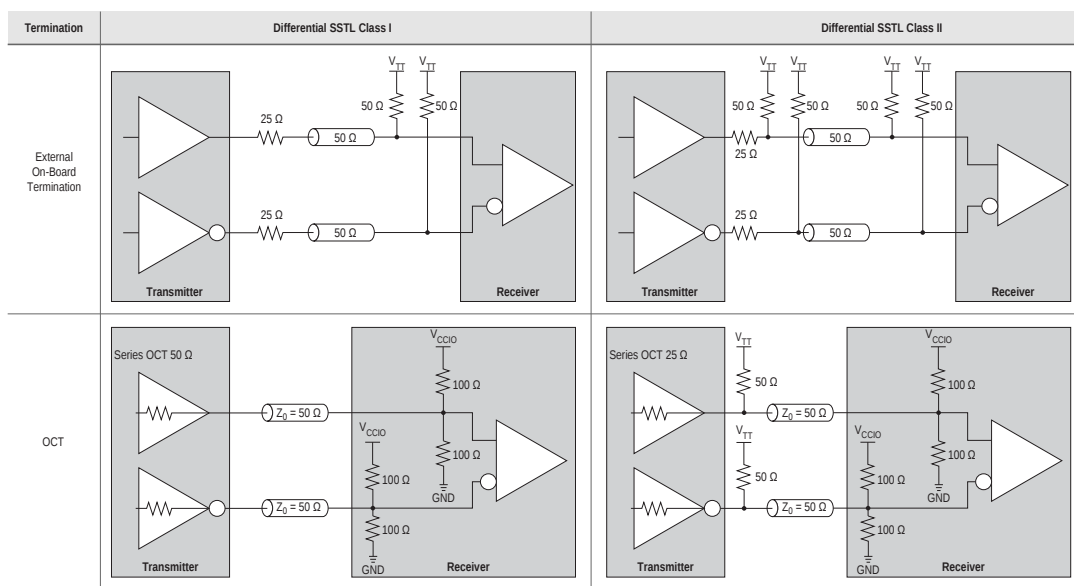 Termination
Differential SSTL Class I
Differential SSTL Class II
External
On-Board
Termination
VTT VTT
50 Ω 50 Ω
25 Ω
50 Ω
25 Ω
50 Ω
Transmitter
Receiver
VTT VTT VTT VTT
50 Ω 50 Ω 50 Ω 50 Ω
25 Ω
50 Ω
25 Ω
50 Ω
Transmitter
Receiver
OCT
Series OCT 50 Ω
VCCIO
100 Ω
Z0 = 50 Ω
VCCIO
100 Ω
100 Ω
GND
Z0 = 50 Ω
100 Ω
GND
Transmitter
Receiver
Series OCT 25 Ω
VTT
50 Ω
VCCIO
100 Ω
Z0 = 50 Ω
VTT
50 Ω
VCCIO
100 Ω
100 Ω
GND
Z0 = 50 Ω
100 Ω
GND
Transmitter
Receiver